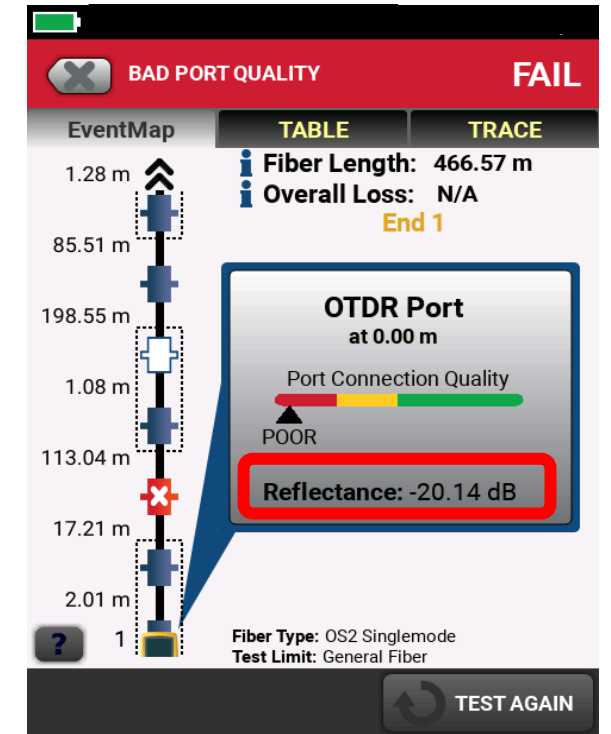 BAD PORT QUALITY FAIL
EventMap TABLE TRACE
Fiber Length: 466.57 m
Overall Loss: N/A
End 1
1.28 m
85.51 m
198.55 m
1.08 m
113.04 m
17.21 m
2.01 m
1
OTDR Port
at 0.00 m
Port Connection Quality
POOR
Reflectance: -20.14 dB
Fiber Type: OS2 Singlemode
Test Limit: General Fiber
?
TEST AGAIN